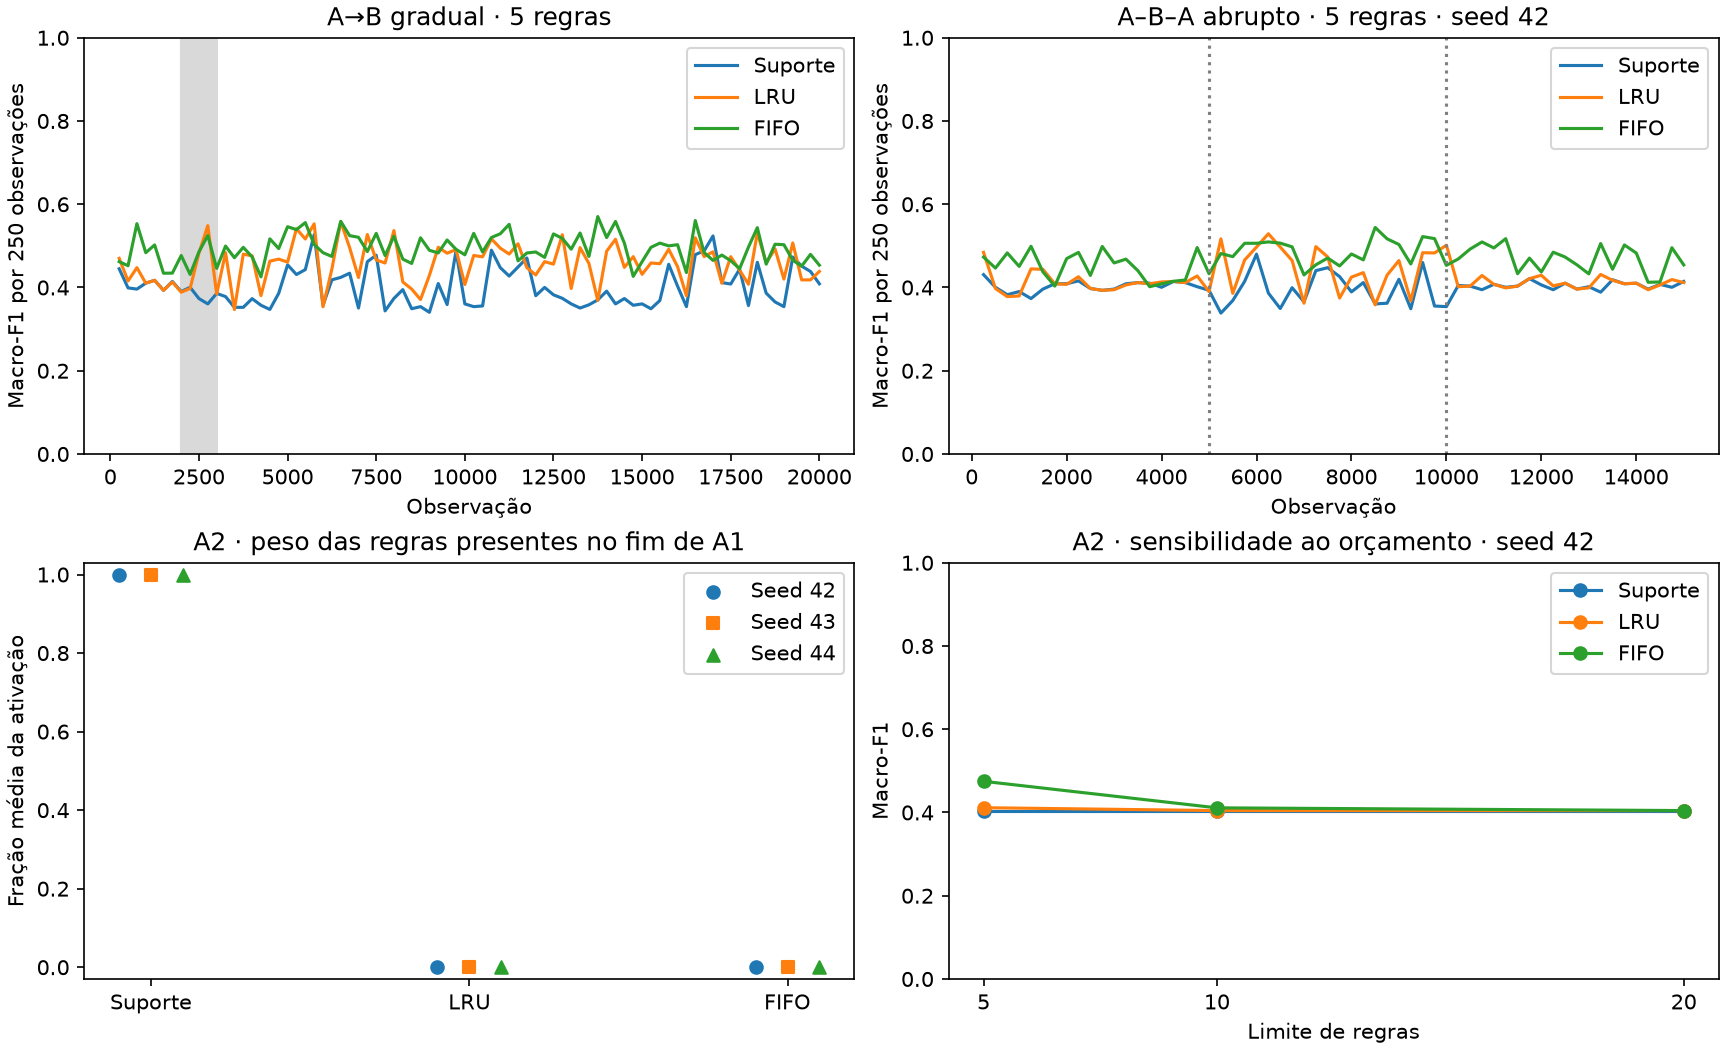 A→B gradual · 5 regras
Macro-F1 por 250 observações
1.0
0.8
0.6
0.4
0.2
0.0
Suporte
LRU
FIFO
0 2500 5000 7500 10000 12500 15000 17500 20000
Observação
A–B–A abrupto · 5 regras · seed 42
Macro-F1 por 250 observações
1.0
0.8
0.6
0.4
0.2
0.0
Suporte
LRU
FIFO
0 2000 4000 6000 8000 10000 12000 14000
Observação
A2 · peso das regras presentes no fim de A1
Fração média da ativação
1.0
0.8
0.6
0.4
0.2
0.0
Seed 42
Seed 43
Seed 44
Suporte LRU FIFO
A2 · sensibilidade ao orçamento · seed 42
Macro-F1
1.0
0.8
0.6
0.4
0.2
0.0
Suporte
LRU
FIFO
5 10 20
Limite de regras